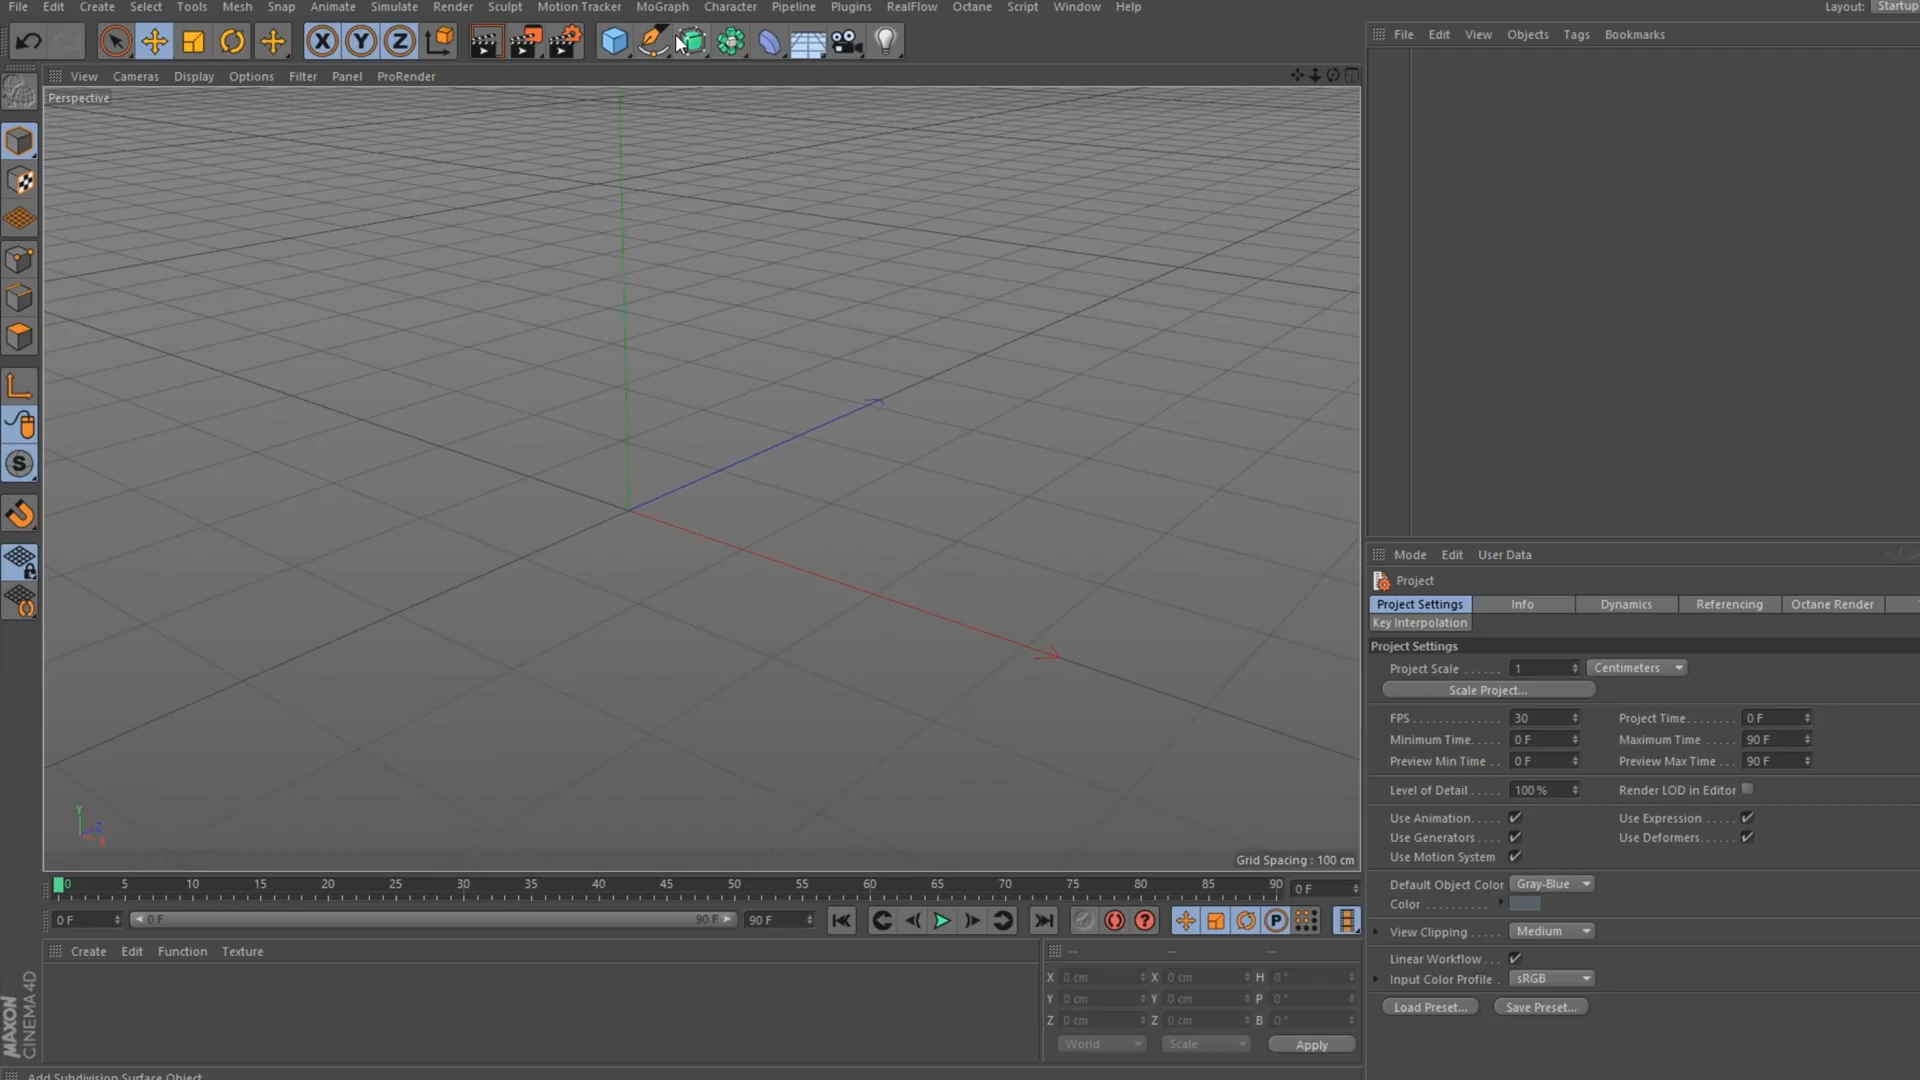 File Edit Create Select Tools Mesh Snap Animate Simulate Render Sculpt Motion Tracker MoGraph Character Pipeline Plugins RealFlow Octane Script Window Help Layout: Startup
X Y Z
File Edit View Objects Tags Bookmarks
View Cameras Display Options Filter Panel ProRender
Perspective
S
Y
Z
X
Grid Spacing : 100 cm
0 5 10 15 20 25 30 35 40 45 50 55 60 65 70 75 80 85 90 0 F
0 F 0 F 90 F 90 F P
Create Edit Function Texture -- -- --
X 0 cm X 0 cm H 0 °
Y 0 cm Y 0 cm P 0 °
Z 0 cm Z 0 cm B 0 °
World Scale Apply
MAXON
CINEMA 4D
Add Subdivision Surface Object
Mode Edit User Data
Project
Project Settings Info Dynamics Referencing Octane Render
Key Interpolation
Project Settings
Project Scale ...... 1 Centimeters
Scale Project...
FPS .............. 30 Project Time........ 0 F
Minimum Time..... 0 F Maximum Time ..... 90 F
Preview Min Time .. 0 F Preview Max Time ... 90 F
Level of Detail ..... 100 % Render LOD in Editor
Use Animation.... Use Expression ....
Use Generators ... Use Deformers......
Use Motion System
Default Object Color Gray-Blue
Color ..........
View Clipping ..... Medium
Linear Workflow...
Input Color Profile . sRGB
Load Preset... Save Preset...